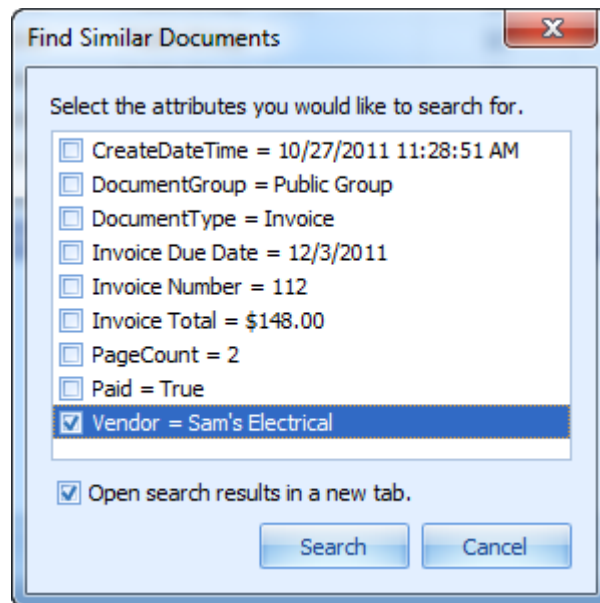 Find Similar Documents
Select the attributes you would like to search for.
CreateDateTime = 10/27/2011 11:28:51 AM
DocumentGroup = Public Group
DocumentType = Invoice
Invoice Due Date = 12/3/2011
Invoice Number = 112
Invoice Total = $148.00
PageCount = 2
Paid = True
Vendor = Sam's Electrical
Open search results in a new tab.
Search Cancel